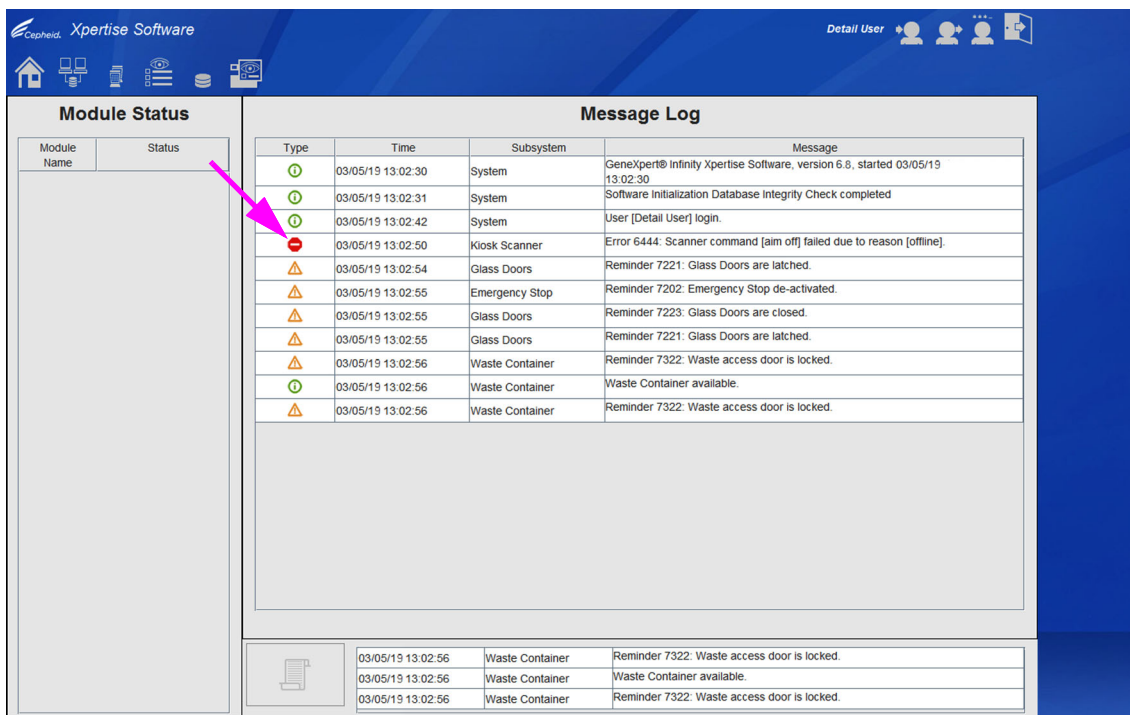 Cepheid. Xpertise Software
Detail User
Module Status
Message Log
Module Name Status
Type Time Subsystem Message
03/05/19 13:02:30 System GeneXpert® Infinity Xpertise Software, version 6.8, started 03/05/19
13:02:30
03/05/19 13:02:31 System Software Initialization Database Integrity Check completed
03/05/19 13:02:42 System User [Detail User] login.
03/05/19 13:02:50 Kiosk Scanner Error 6444: Scanner command [aim off] failed due to reason [offline].
03/05/19 13:02:54 Glass Doors Reminder 7221: Glass Doors are latched.
03/05/19 13:02:55 Emergency Stop Reminder 7202: Emergency Stop de-activated.
03/05/19 13:02:55 Glass Doors Reminder 7223: Glass Doors are closed.
03/05/19 13:02:55 Glass Doors Reminder 7221: Glass Doors are latched.
03/05/19 13:02:56 Waste Container Reminder 7322: Waste access door is locked.
03/05/19 13:02:56 Waste Container Waste Container available.
03/05/19 13:02:56 Waste Container Reminder 7322: Waste access door is locked.
03/05/19 13:02:56 Waste Container Reminder 7322: Waste access door is locked.
03/05/19 13:02:56 Waste Container Waste Container available.
03/05/19 13:02:56 Waste Container Reminder 7322: Waste access door is locked.